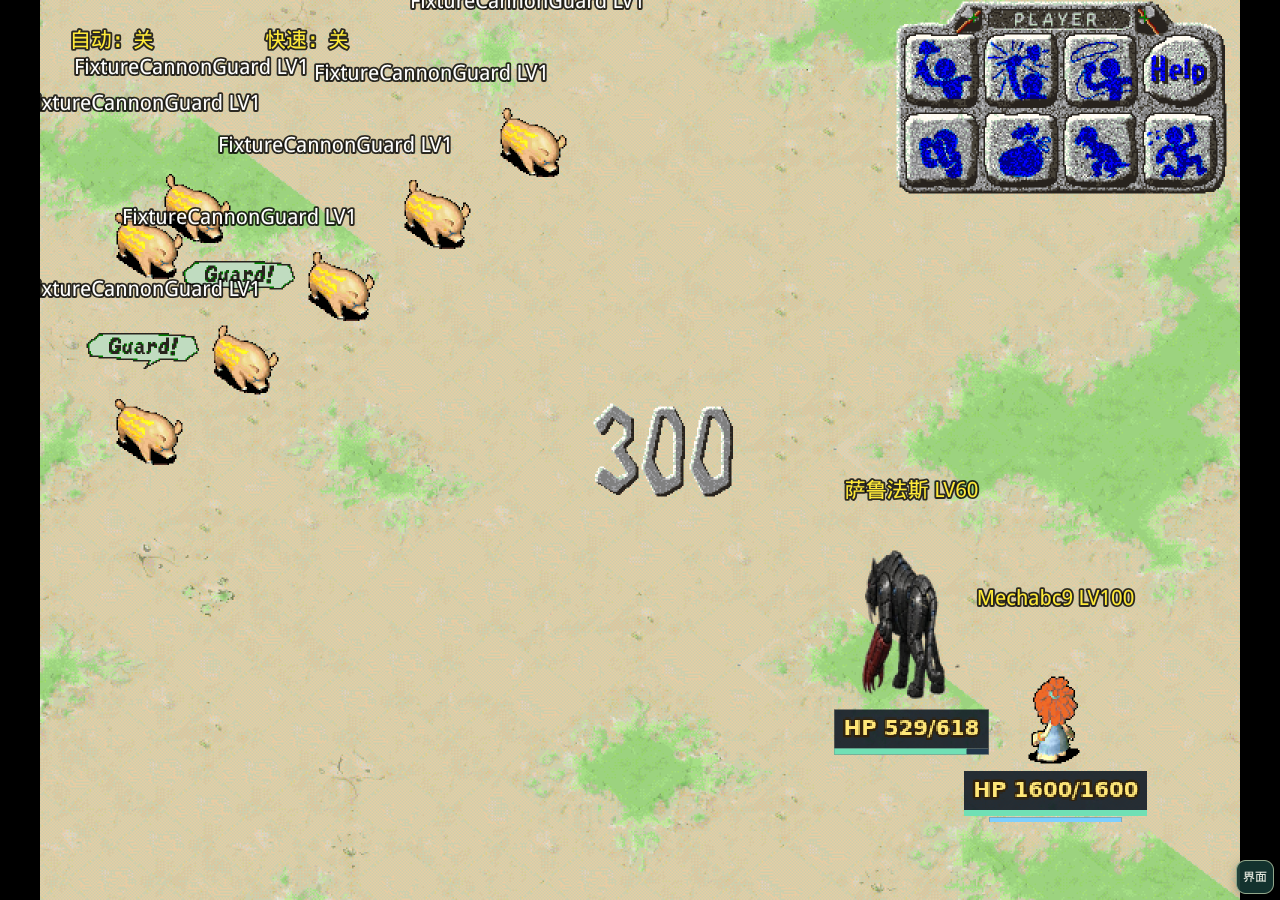 FixtureCannonGuard LV1
PLAYER
自动: 关 快速: 关
FixtureCannonGuard LV1
FixtureCannonGuard LV1
Help
xtureCannonGuard LV1
FixtureCannonGuard LV1
FixtureCannonGuard LV1
Guard!
xtureCannonGuard LV1
Guard!
300
萨鲁法斯 LV60
Mechabc9 LV100
HP 529/618
HP 1600/1600
界面